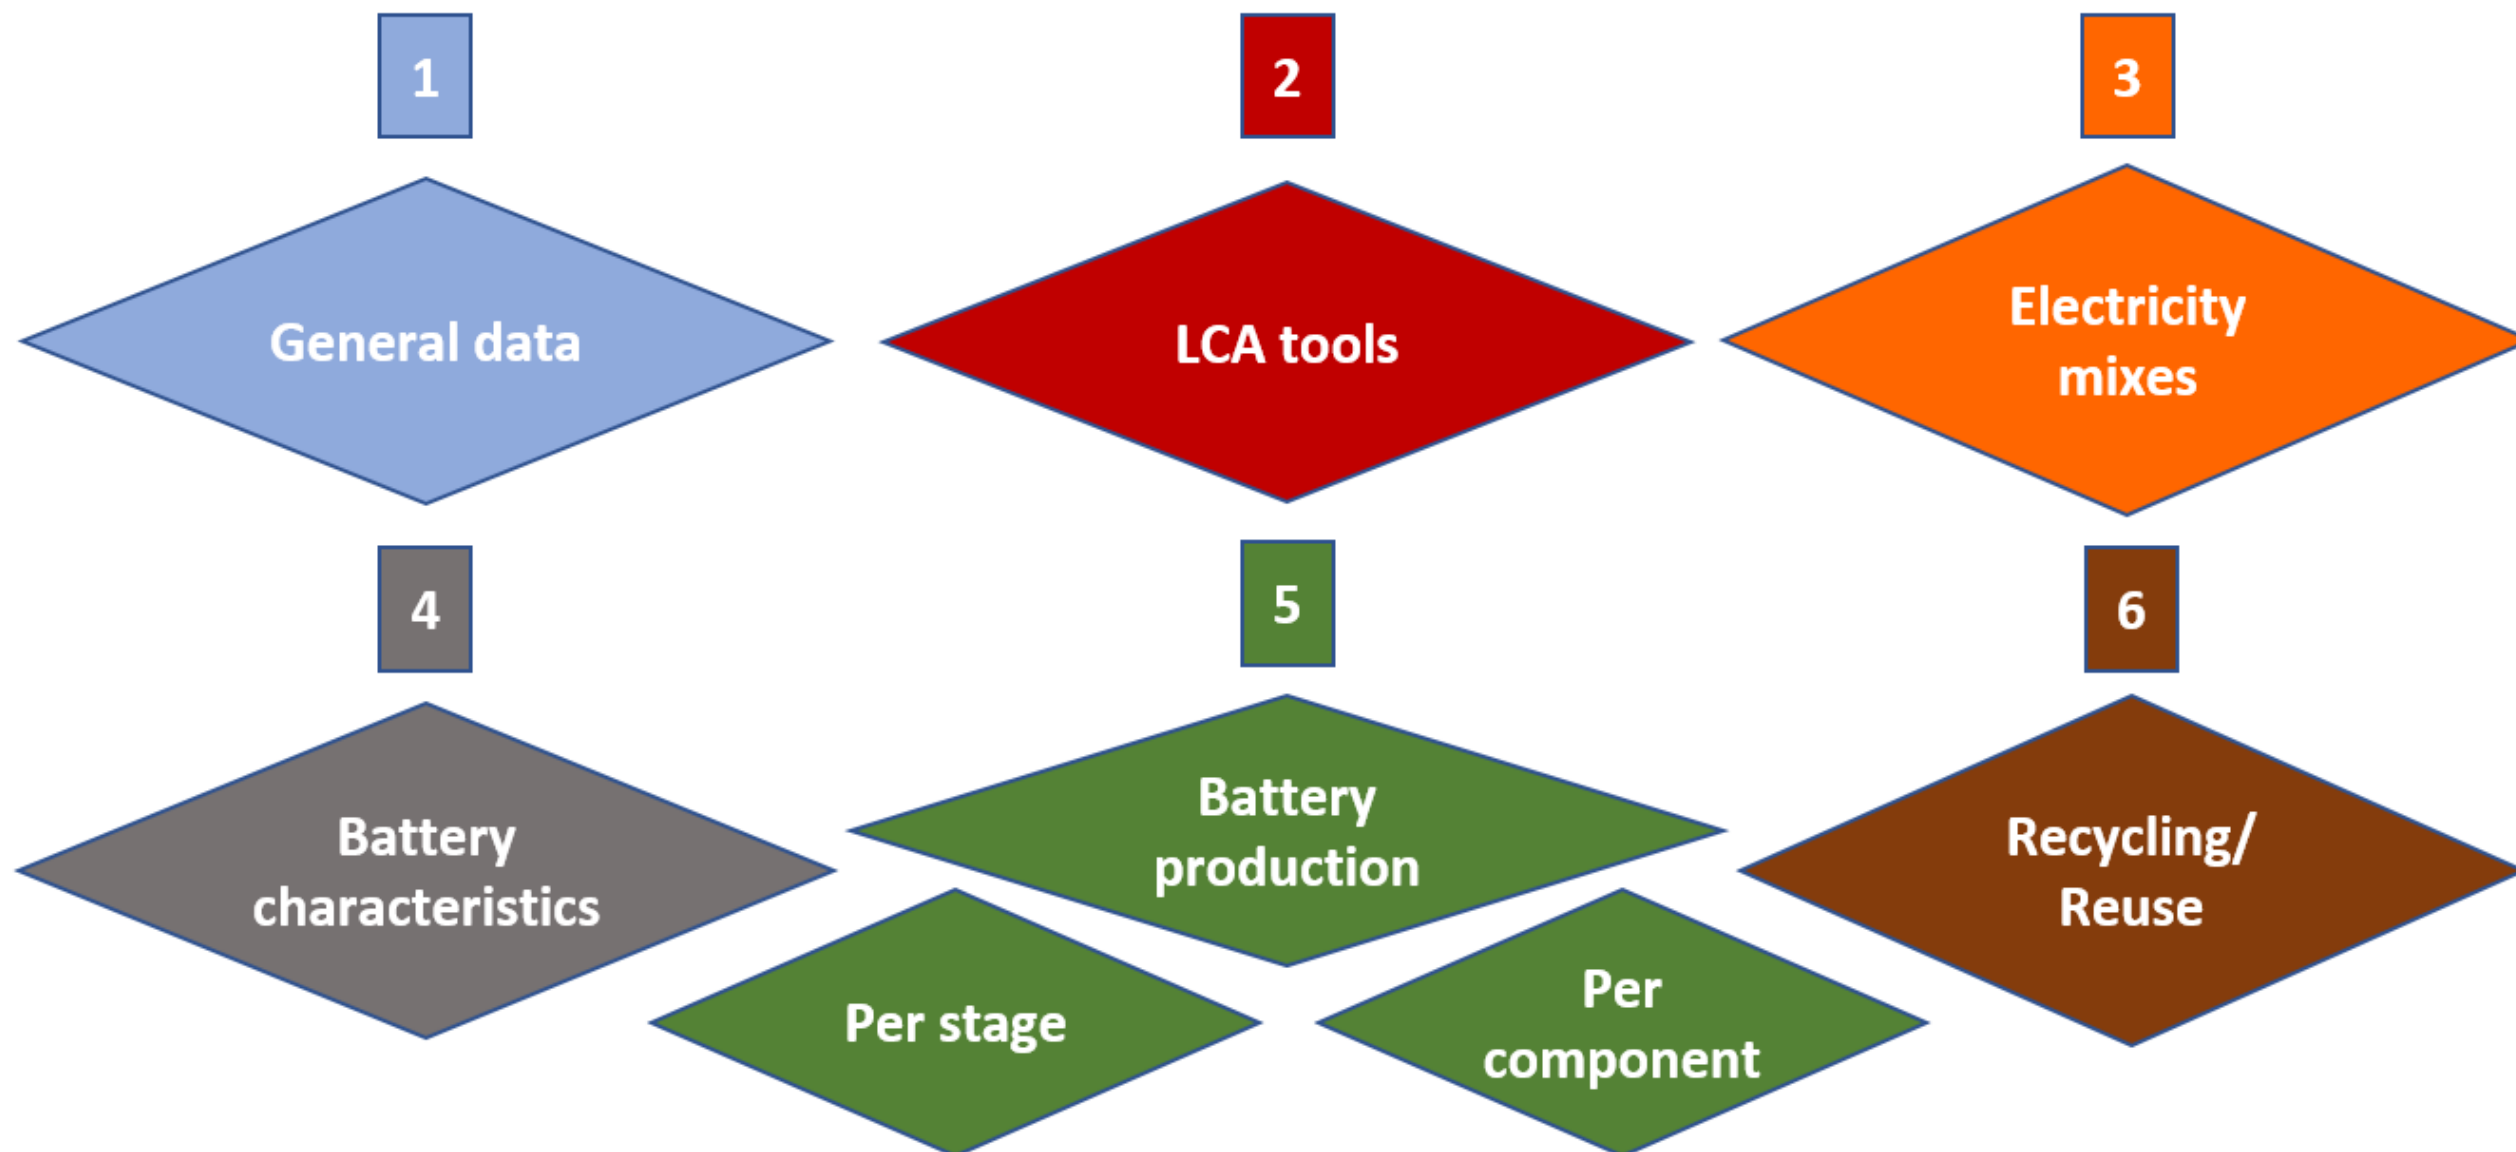 1
General data
2
LCA tools
3
Electricity
mixes
4
Battery
characteristics
5
Battery
production
Per stage
Per
component
6
Recycling/
Reuse